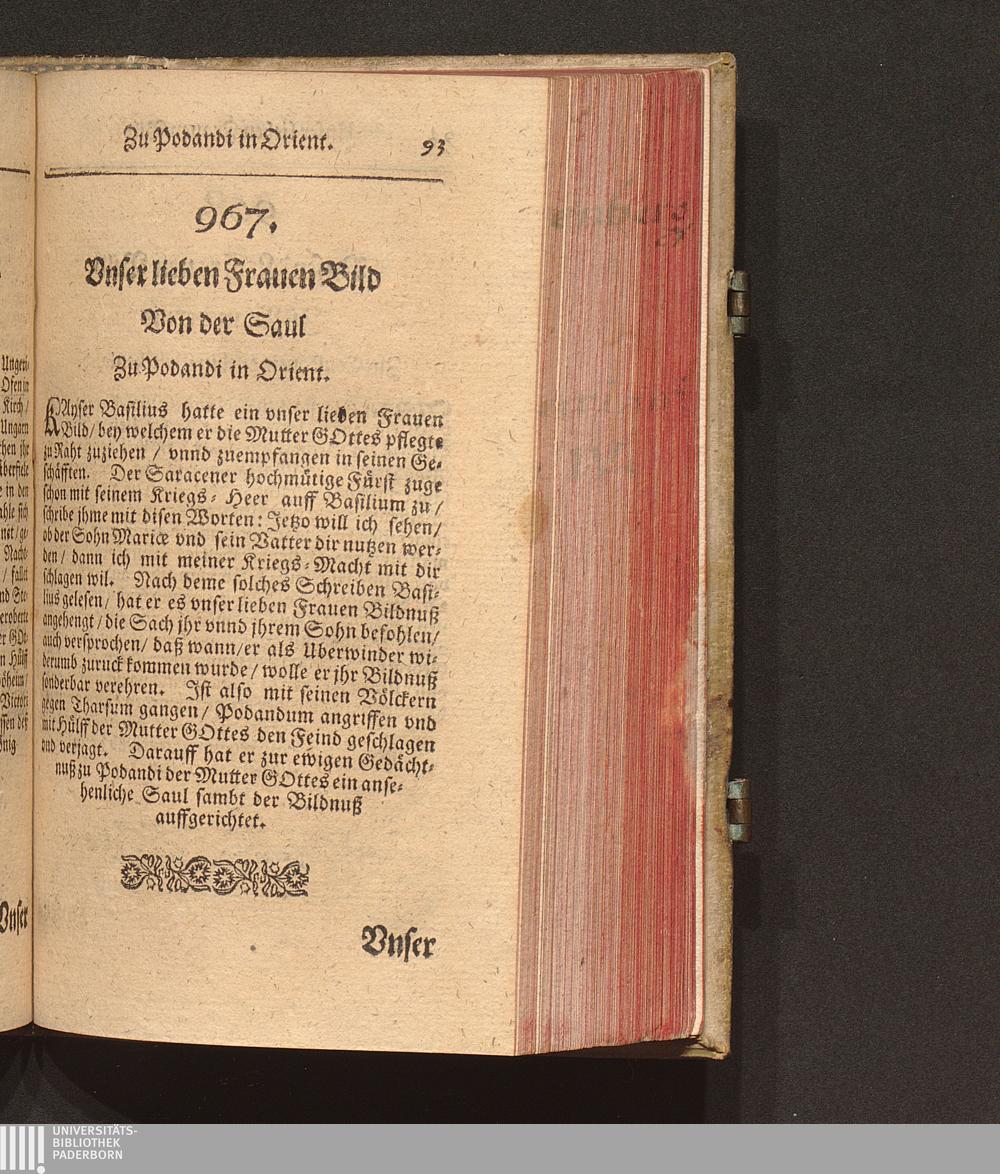 Zu Podandi in Orient. 93
967.
Vnser lieben Frauen Bild
Von der Saul
Zu Podandi in Orient.
KAyser Basilius hatte ein vnser lieben Frauen
Bild / bey welchem er die Mutter GOttes pflegte
zu Raht zuziehen / vnnd zuempfangen in seinen Ge-
schäfften. Der Saracener hochmütige Fürst zuge
schon mit seinem Kriegs-Heer auff Basilium zu /
schribe jhme mit disen Worten: Jetzo will ich sehen /
ob der Sohn Mariæ vnd sein Vatter dir nutzen wer-
den / dann ich mit meiner Kriegs-Macht mit dir
schlagen wil. Nach deme solches Schreiben Basi-
lius gelesen / hat er es vnser lieben Frauen Bildnuß
angehengt / die Sach jhr vnnd jhrem Sohn befohlen /
auch versprochen / daß wann / er als Uberwinder wi-
derumb zuruck kommen wurde / wolle er jhr Bildnuß
sonderbar verehren. Ist also mit seinen Völckern
gegen Tharsum gangen / Podandum angriffen vnd
mit Hülff der Mutter GOttes den Feind geschlagen
vnd verjagt. Darauff hat er zur ewigen Gedächt-
nuß zu Podandi der Mutter GOttes ein anse-
henliche Saul sambt der Bildnuß
auffgerichtet.
Vnser
UNIVERSITÄTS-
BIBLIOTHEK
PADERBORN